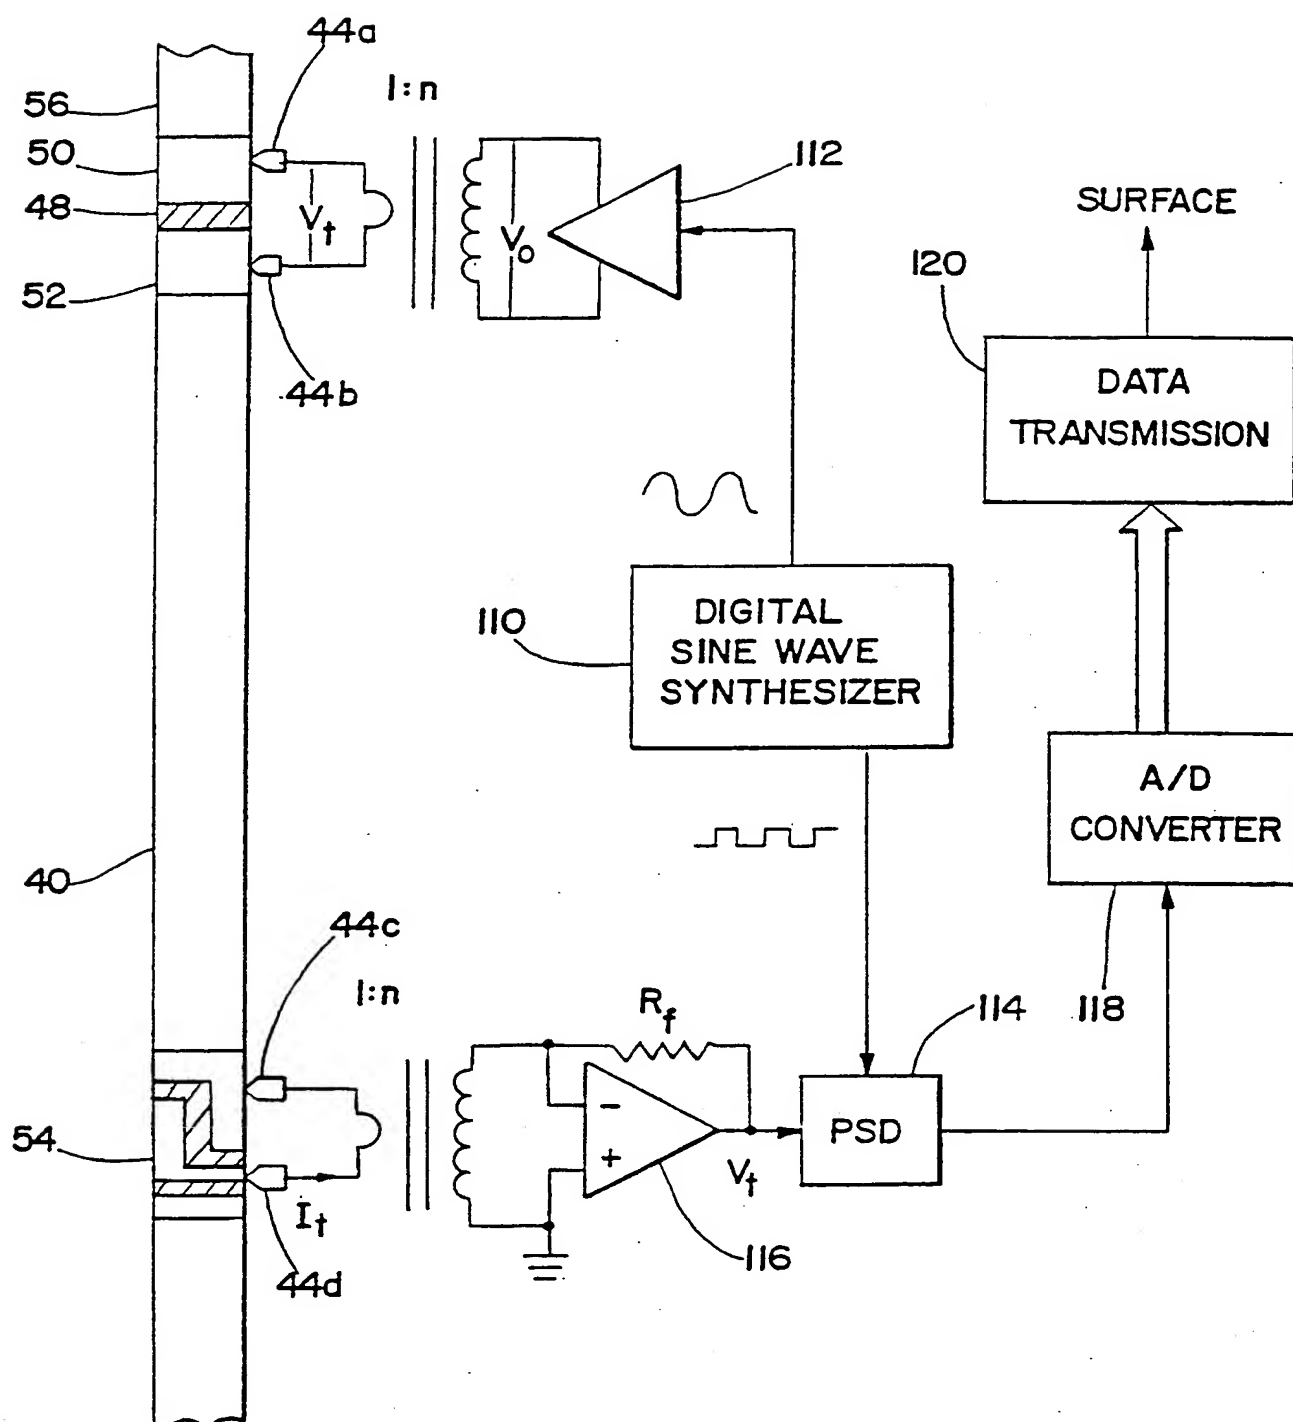 44a
56
1:n
50
112
48
Vt
Vo
SURFACE
120
52
44b
DATA
TRANSMISSION
110
DIGITAL
SINE WAVE
SYNTHESIZER
A/D
CONVERTER
40
44c
1:n
Rf
114
118
54
−
+
PSD
Vt
It
116
44d